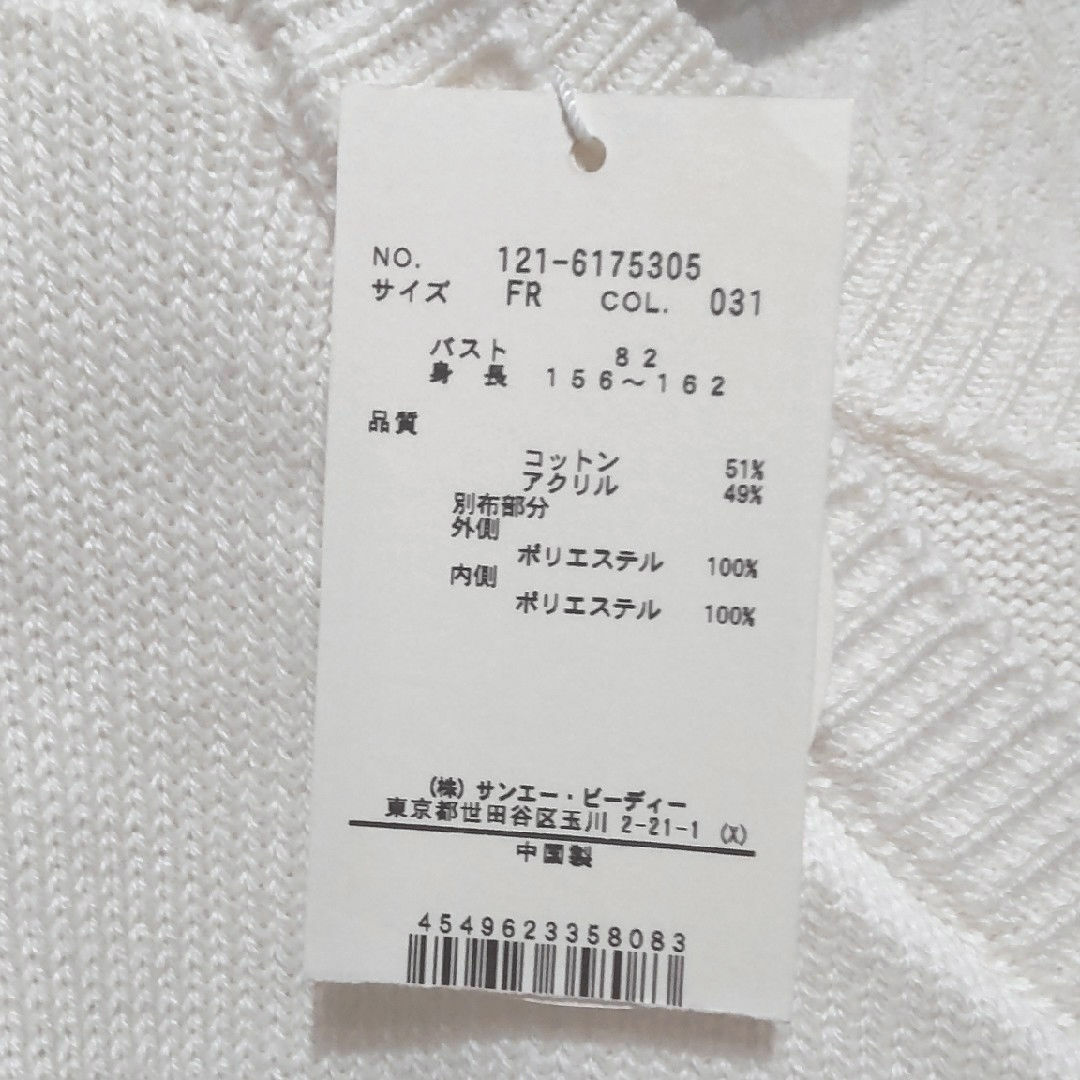 NO. 121-6175305
サイズ FR COL. 031
バスト 82
身長 156～162
品質
コットン 51%
アクリル 49%
別布部分
外側
ポリエステル 100%
内側
ポリエステル 100%
(株) サンエー・ビーディー
東京都世田谷区玉川 2-21-1 (X)
中国製
4549623358083